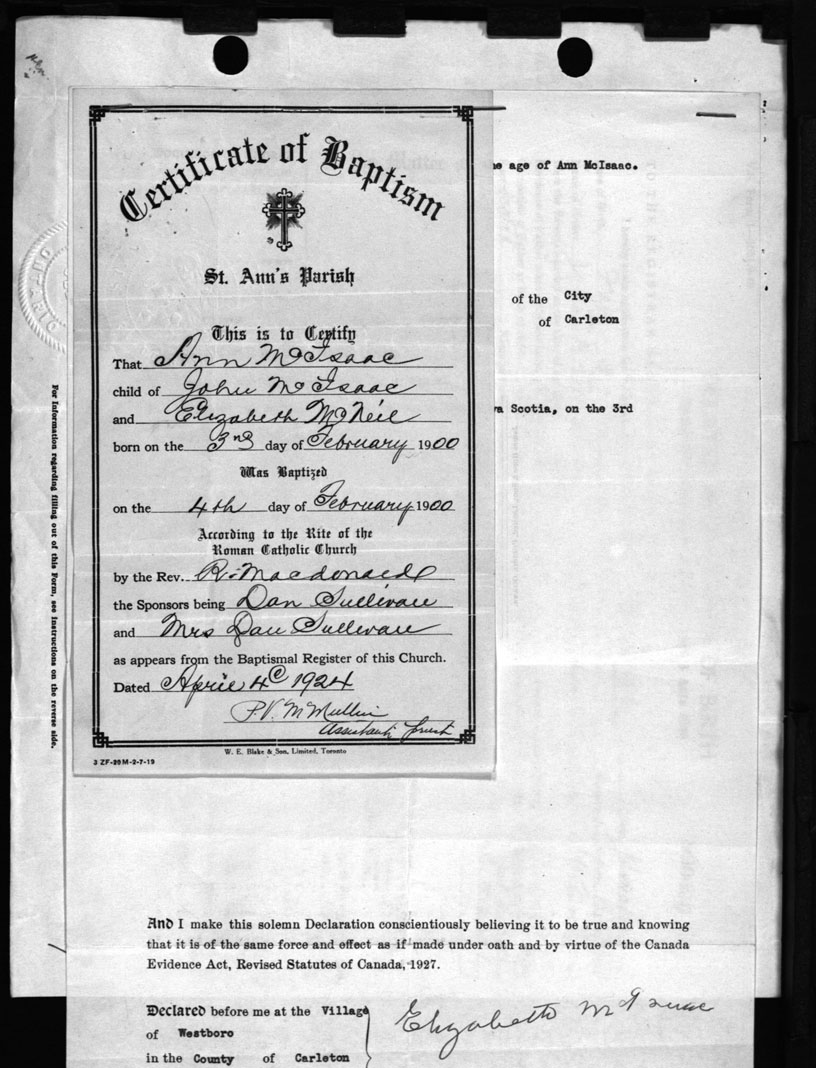 Certificate of Baptism
St. Ann's Parish
This is to Certify
That Ann McIsaac
child of John McIsaac
and Elizabeth McNeil
born on the 3rd day of February 1900
Was Baptized
on the 4th day of February 1900
According to the Rite of the
Roman Catholic Church
by the Rev. R. Macdonald
the Sponsors being Dan Sullivan
and Mrs Dan Sullivan
as appears from the Baptismal Register of this Church.
Dated April 4 1924
P.V. McMullin
Assistant Priest
W. E. Blake & Son, Limited, Toronto
3 ZF-20M-2-7-19
age of Ann McIsaac.
of the City
of Carleton
Scotia, on the 3rd
For Information regarding filling out of this Form, see Instructions on the reverse side.
And I make this solemn Declaration conscientiously believing it to be true and knowing
that it is of the same force and effect as if made under oath and by virtue of the Canada
Evidence Act, Revised Statutes of Canada, 1927.
Declared before me at the Village
of Westboro
in the County of Carleton
Elizabeth McIsaac